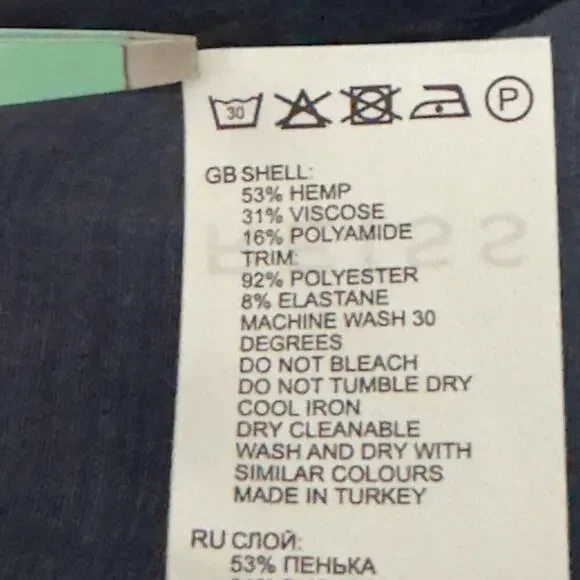 30
P
GB SHELL:
53% HEMP
31% VISCOSE
16% POLYAMIDE
TRIM:
92% POLYESTER
8% ELASTANE
MACHINE WASH 30
DEGREES
DO NOT BLEACH
DO NOT TUMBLE DRY
COOL IRON
DRY CLEANABLE
WASH AND DRY WITH
SIMILAR COLOURS
MADE IN TURKEY
RU СЛОЙ:
53% ПЕНЬКА